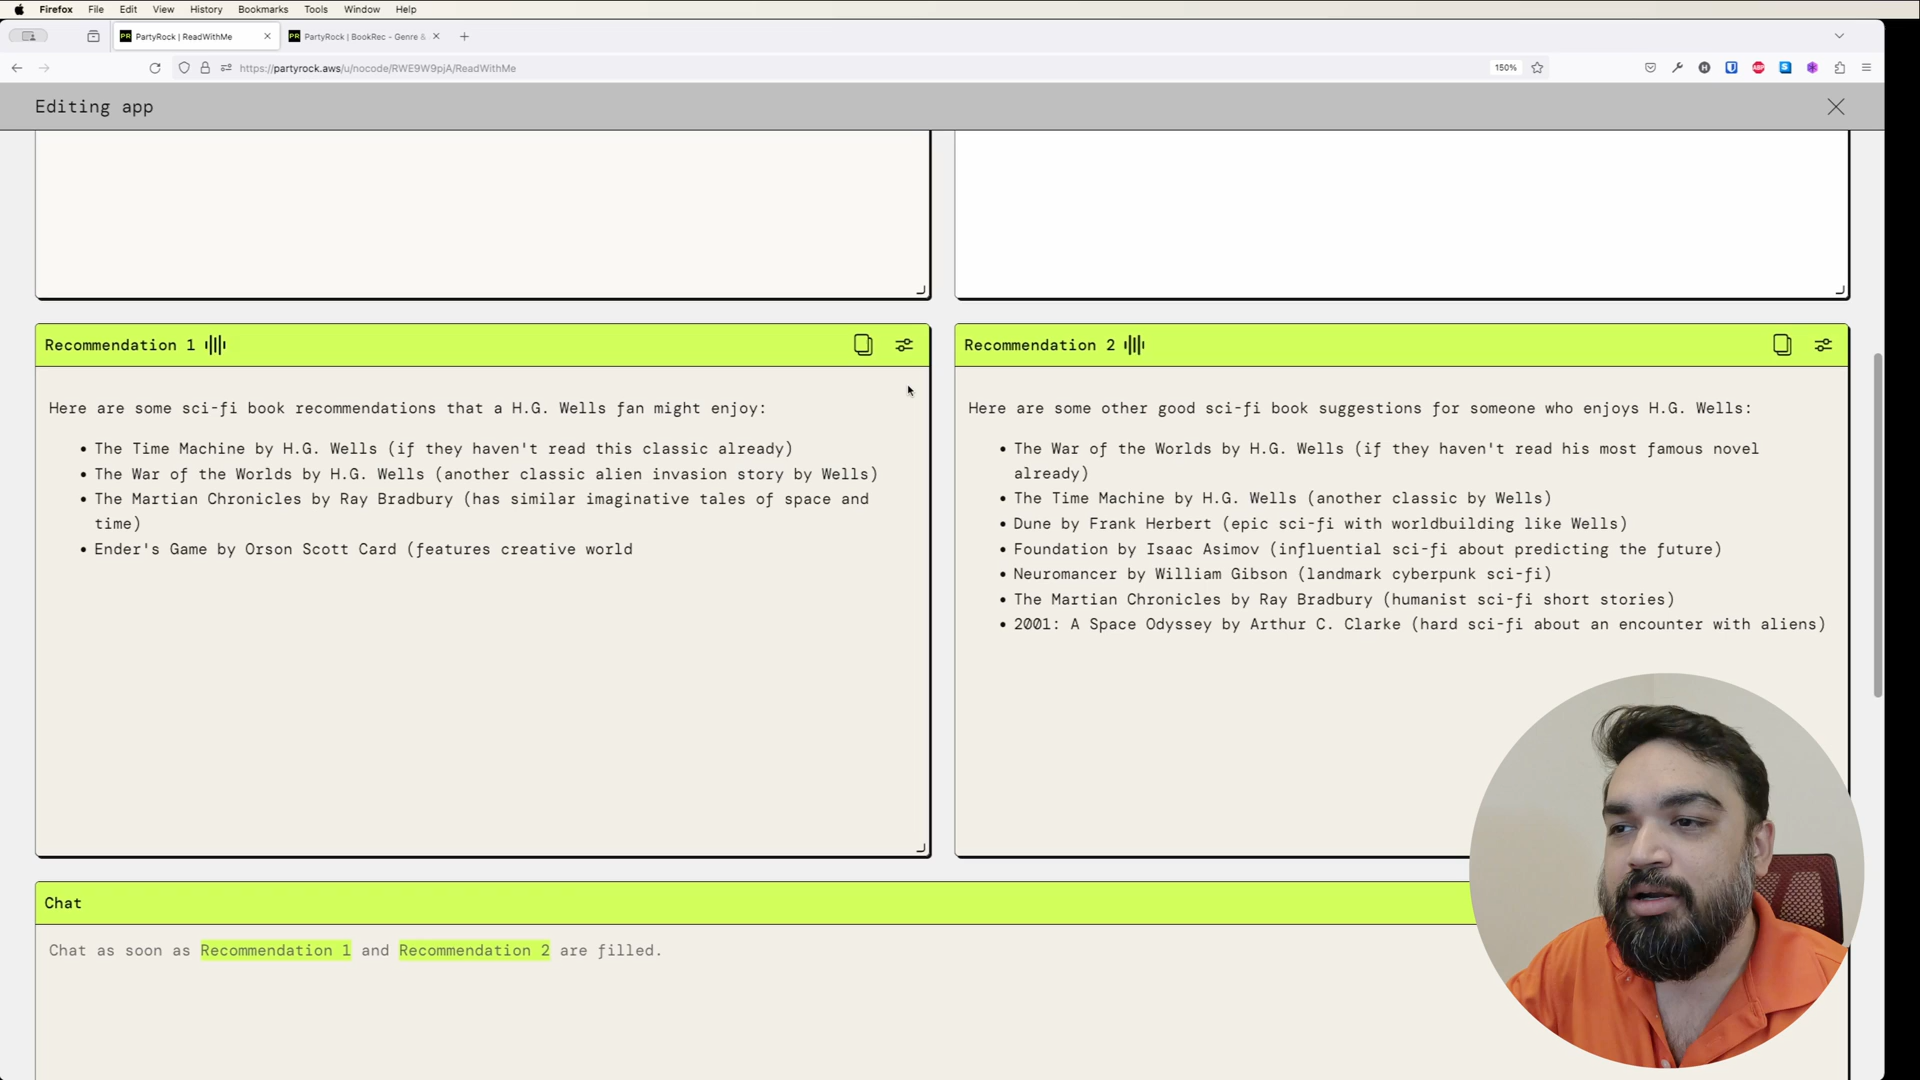 Firefox File Edit View History Bookmarks Tools Window Help
PR PartyRock | ReadWithMe
PR PartyRock | BookRec - Genre &
https://partyrock.aws/u/nocode/RWE9W9pjA/ReadWithMe
150%
Editing app
Recommendation 1
Here are some sci-fi book recommendations that a H.G. Wells fan might enjoy:
• The Time Machine by H.G. Wells (if they haven't read this classic already)
• The War of the Worlds by H.G. Wells (another classic alien invasion story by Wells)
• The Martian Chronicles by Ray Bradbury (has similar imaginative tales of space and
time)
• Ender's Game by Orson Scott Card (features creative world
Recommendation 2
Here are some other good sci-fi book suggestions for someone who enjoys H.G. Wells:
• The War of the Worlds by H.G. Wells (if they haven't read his most famous novel
already)
• The Time Machine by H.G. Wells (another classic by Wells)
• Dune by Frank Herbert (epic sci-fi with worldbuilding like Wells)
• Foundation by Isaac Asimov (influential sci-fi about predicting the future)
• Neuromancer by William Gibson (landmark cyberpunk sci-fi)
• The Martian Chronicles by Ray Bradbury (humanist sci-fi short stories)
• 2001: A Space Odyssey by Arthur C. Clarke (hard sci-fi about an encounter with aliens)
Chat
Chat as soon as Recommendation 1 and Recommendation 2 are filled.